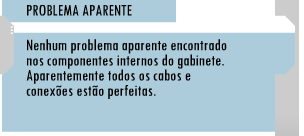 PROBLEMA APARENTE
Nenhum problema aparente encontrado
nos componentes internos do gabinete.
Aparentemente todos os cabos e
conexões estão perfeitas.